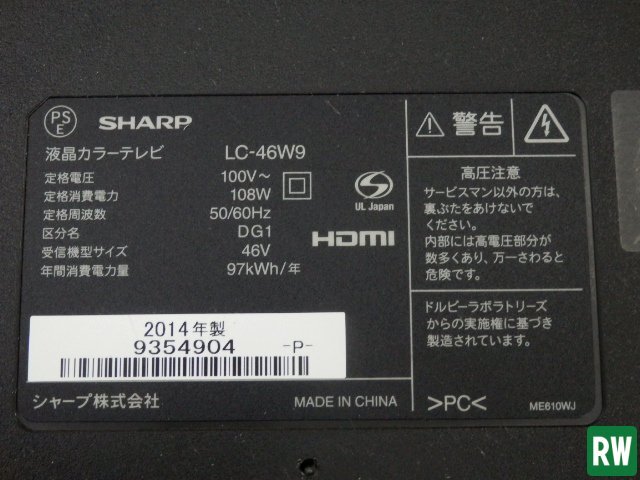 PS
E
SHARP
液晶カラーテレビ LC-46W9
定格電圧 100V~
定格消費電力 108W
定格周波数 50/60Hz
区分名 DG1
受信機型サイズ 46V
年間消費電力量 97kWh/年
S
UL Japan
HDMI
2014年製
9354904 -P-
シャープ株式会社 MADE IN CHINA
警告
高圧注意
サービスマン以外の方は、
裏ぶたをあけないで
ください。
内部には高電圧部分が
数多くあり、万一さわると
危険です。
ドルビーラボラトリーズ
からの実施権に基づき
製造されています。
>PC< ME610WJ
RW